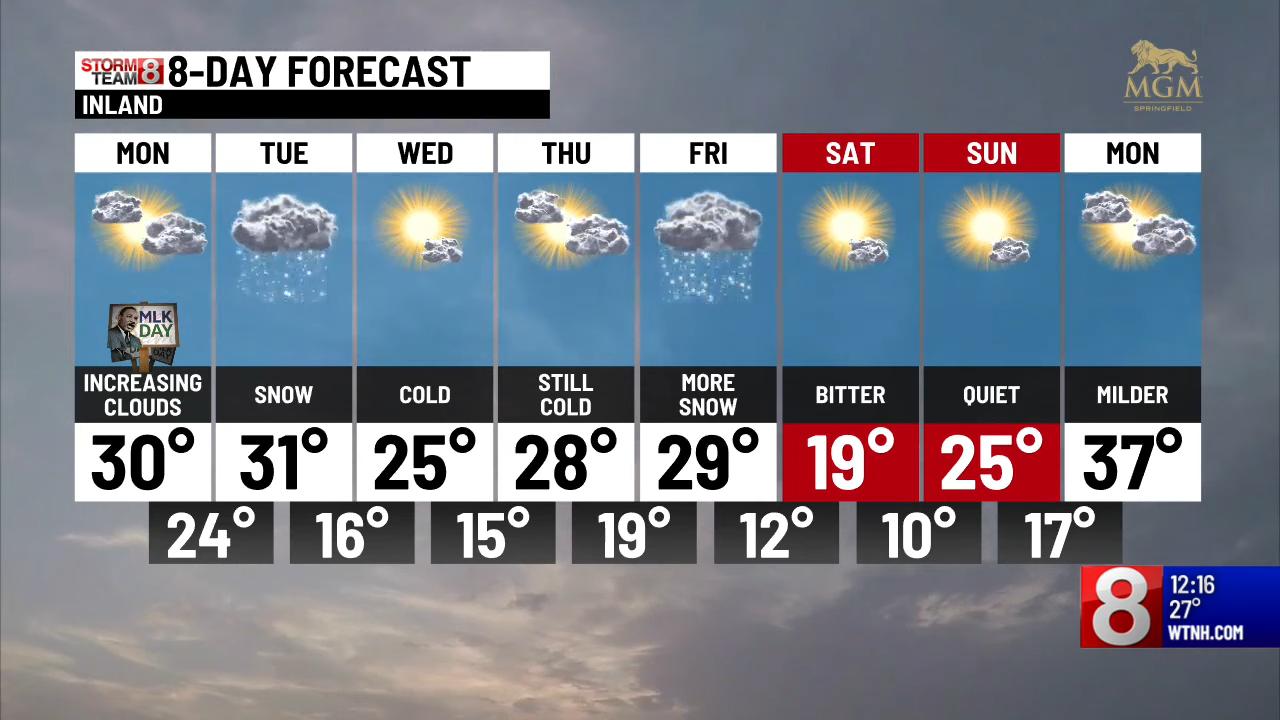 STORM
TEAM 8
8-DAY FORECAST
INLAND
MGM
SPRINGFIELD
MON TUE WED THU FRI SAT SUN MON
MLK
DAY
INCREASING
CLOUDS
SNOW
COLD
STILL
COLD
MORE
SNOW
BITTER
QUIET
MILDER
30° 31° 25° 28° 29° 19° 25° 37°
24° 16° 15° 19° 12° 10° 17°
8
12:16
27°
WTNH.COM